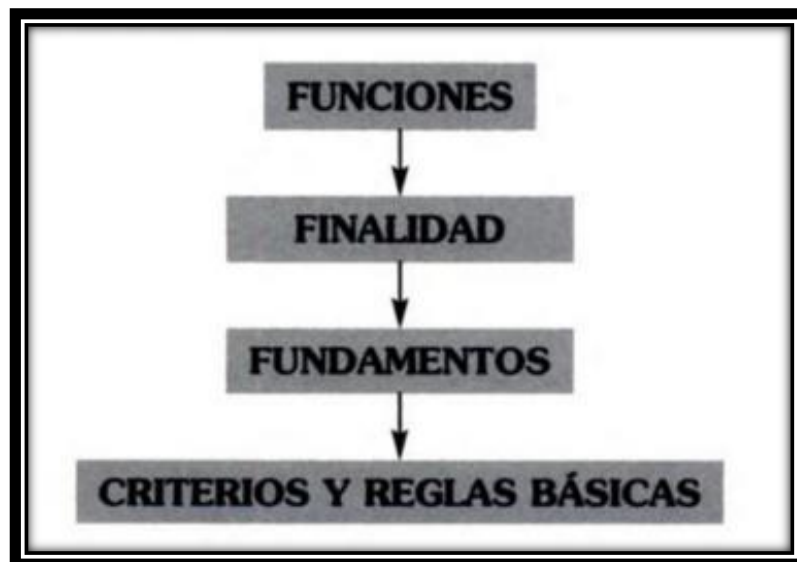 FUNCIONES
FINALIDAD
FUNDAMENTOS
CRITERIOS Y REGLAS BÁSICAS